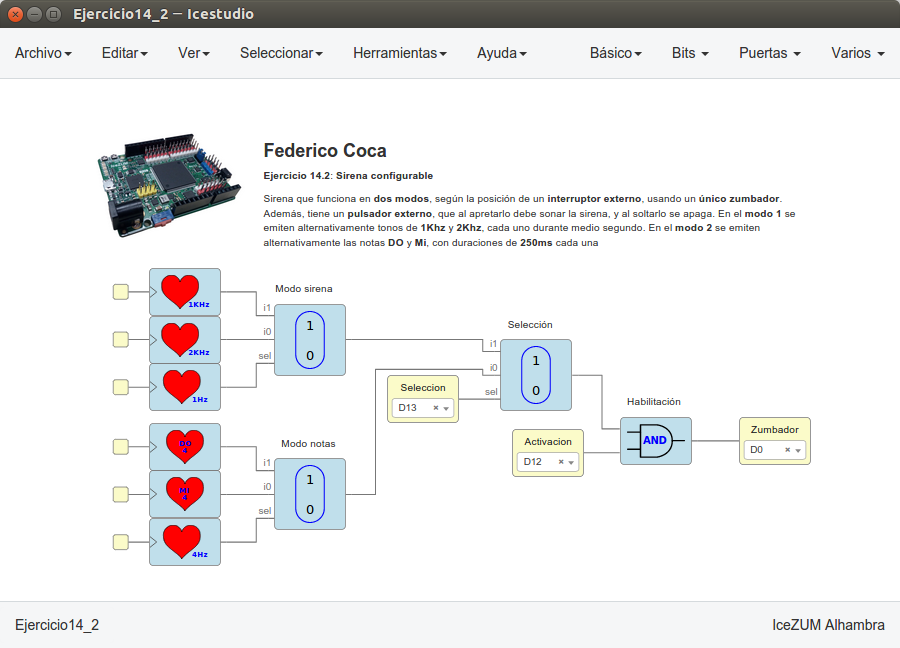 Ejercicio14_2 — Icestudio
Archivo Editar Ver Seleccionar Herramientas Ayuda Básico Bits Puertas Varios
Federico Coca
Ejercicio 14.2: Sirena configurable
Sirena que funciona en dos modos, según la posición de un interruptor externo, usando un único zumbador.
Además, tiene un pulsador externo, que al apretarlo debe sonar la sirena, y al soltarlo se apaga. En el modo 1 se
emiten alternativamente tonos de 1Khz y 2Khz, cada uno durante medio segundo. En el modo 2 se emiten
alternativamente las notas DO y Mi, con duraciones de 250ms cada una
1KHz
2KHz
1Hz
Modo sirena
i1
i0
sel
1
0
DO
4
MI
4
4Hz
Modo notas
i1
i0
sel
1
0
Seleccion
D13
Selección
i1
i0
sel
1
0
Activacion
D12
Habilitación
AND
Zumbador
D0
Ejercicio14_2
IceZUM Alhambra